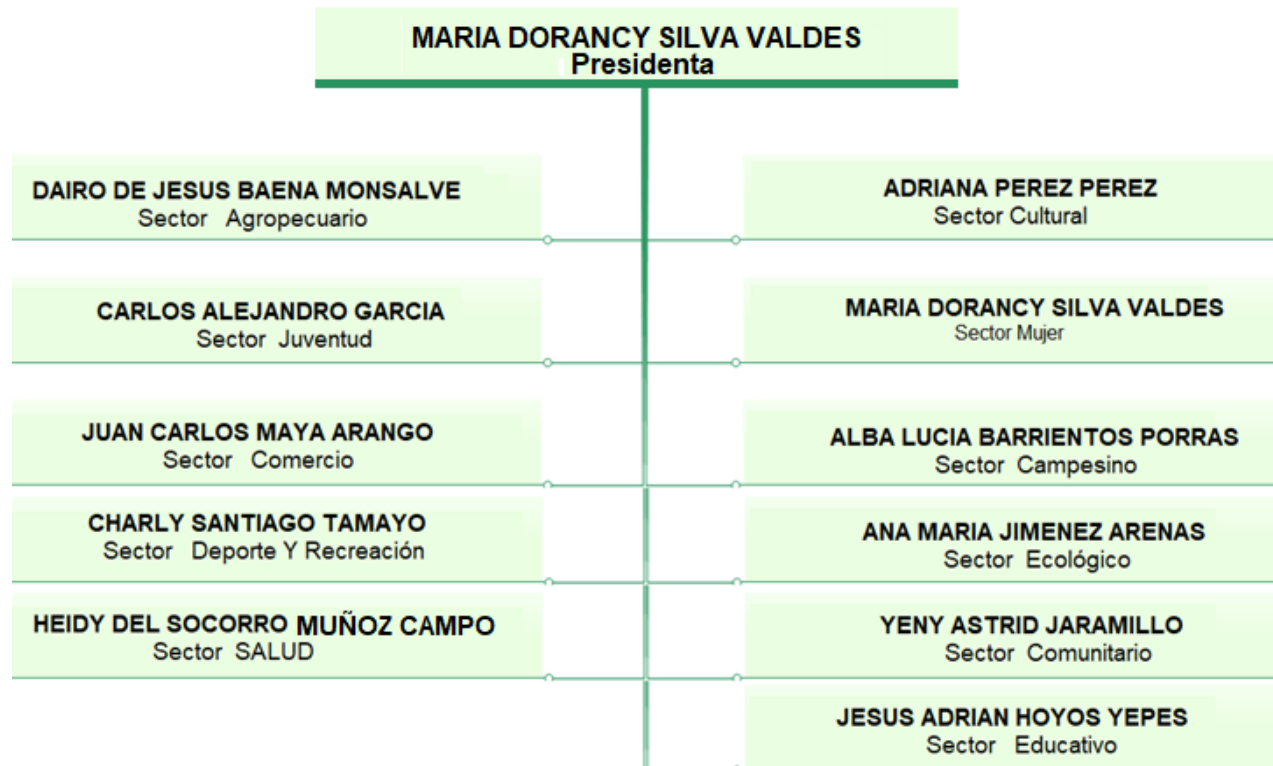 MARIA DORANCY SILVA VALDES
Presidenta
DAIRO DE JESUS BAENA MONSALVE
Sector Agropecuario
ADRIANA PEREZ PEREZ
Sector Cultural
CARLOS ALEJANDRO GARCIA
Sector Juventud
MARIA DORANCY SILVA VALDES
Sector Mujer
JUAN CARLOS MAYA ARANGO
Sector Comercio
ALBA LUCIA BARRIENTOS PORRAS
Sector Campesino
CHARLY SANTIAGO TAMAYO
Sector Deporte Y Recreación
ANA MARIA JIMENEZ ARENAS
Sector Ecológico
HEIDY DEL SOCORRO MUÑOZ CAMPO
Sector SALUD
YENY ASTRID JARAMILLO
Sector Comunitario
JESUS ADRIAN HOYOS YEPES
Sector Educativo